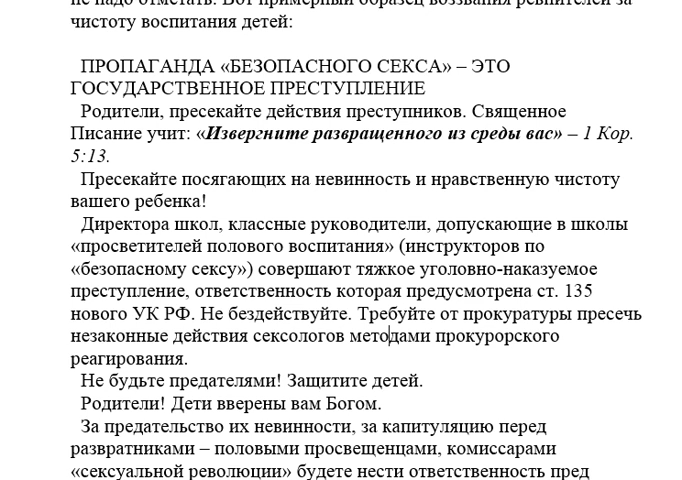 не надо отметать. Вот примерный образец воззвания ревнителей за
чистоту воспитания детей:
ПРОПАГАНДА «БЕЗОПАСНОГО СЕКСА» – ЭТО
ГОСУДАРСТВЕННОЕ ПРЕСТУПЛЕНИЕ
Родители, пресекайте действия преступников. Священное
Писание учит: «Извергните развращенного из среды вас» – 1 Кор.
5:13.
Пресекайте посягающих на невинность и нравственную чистоту
вашего ребенка!
Директора школ, классные руководители, допускающие в школы
«просветителей полового воспитания» (инструкторов по
«безопасному сексу») совершают тяжкое уголовно-наказуемое
преступление, ответственность которая предусмотрена ст. 135
нового УК РФ. Не бездействуйте. Требуйте от прокуратуры пресечь
незаконные действия сексологов методами прокурорского
реагирования.
Не будьте предателями! Защитите детей.
Родители! Дети вверены вам Богом.
За предательство их невинности, за капитуляцию перед
развратниками – половыми просвещенцами, комиссарами
«сексуальной революции» будете нести ответственность пред